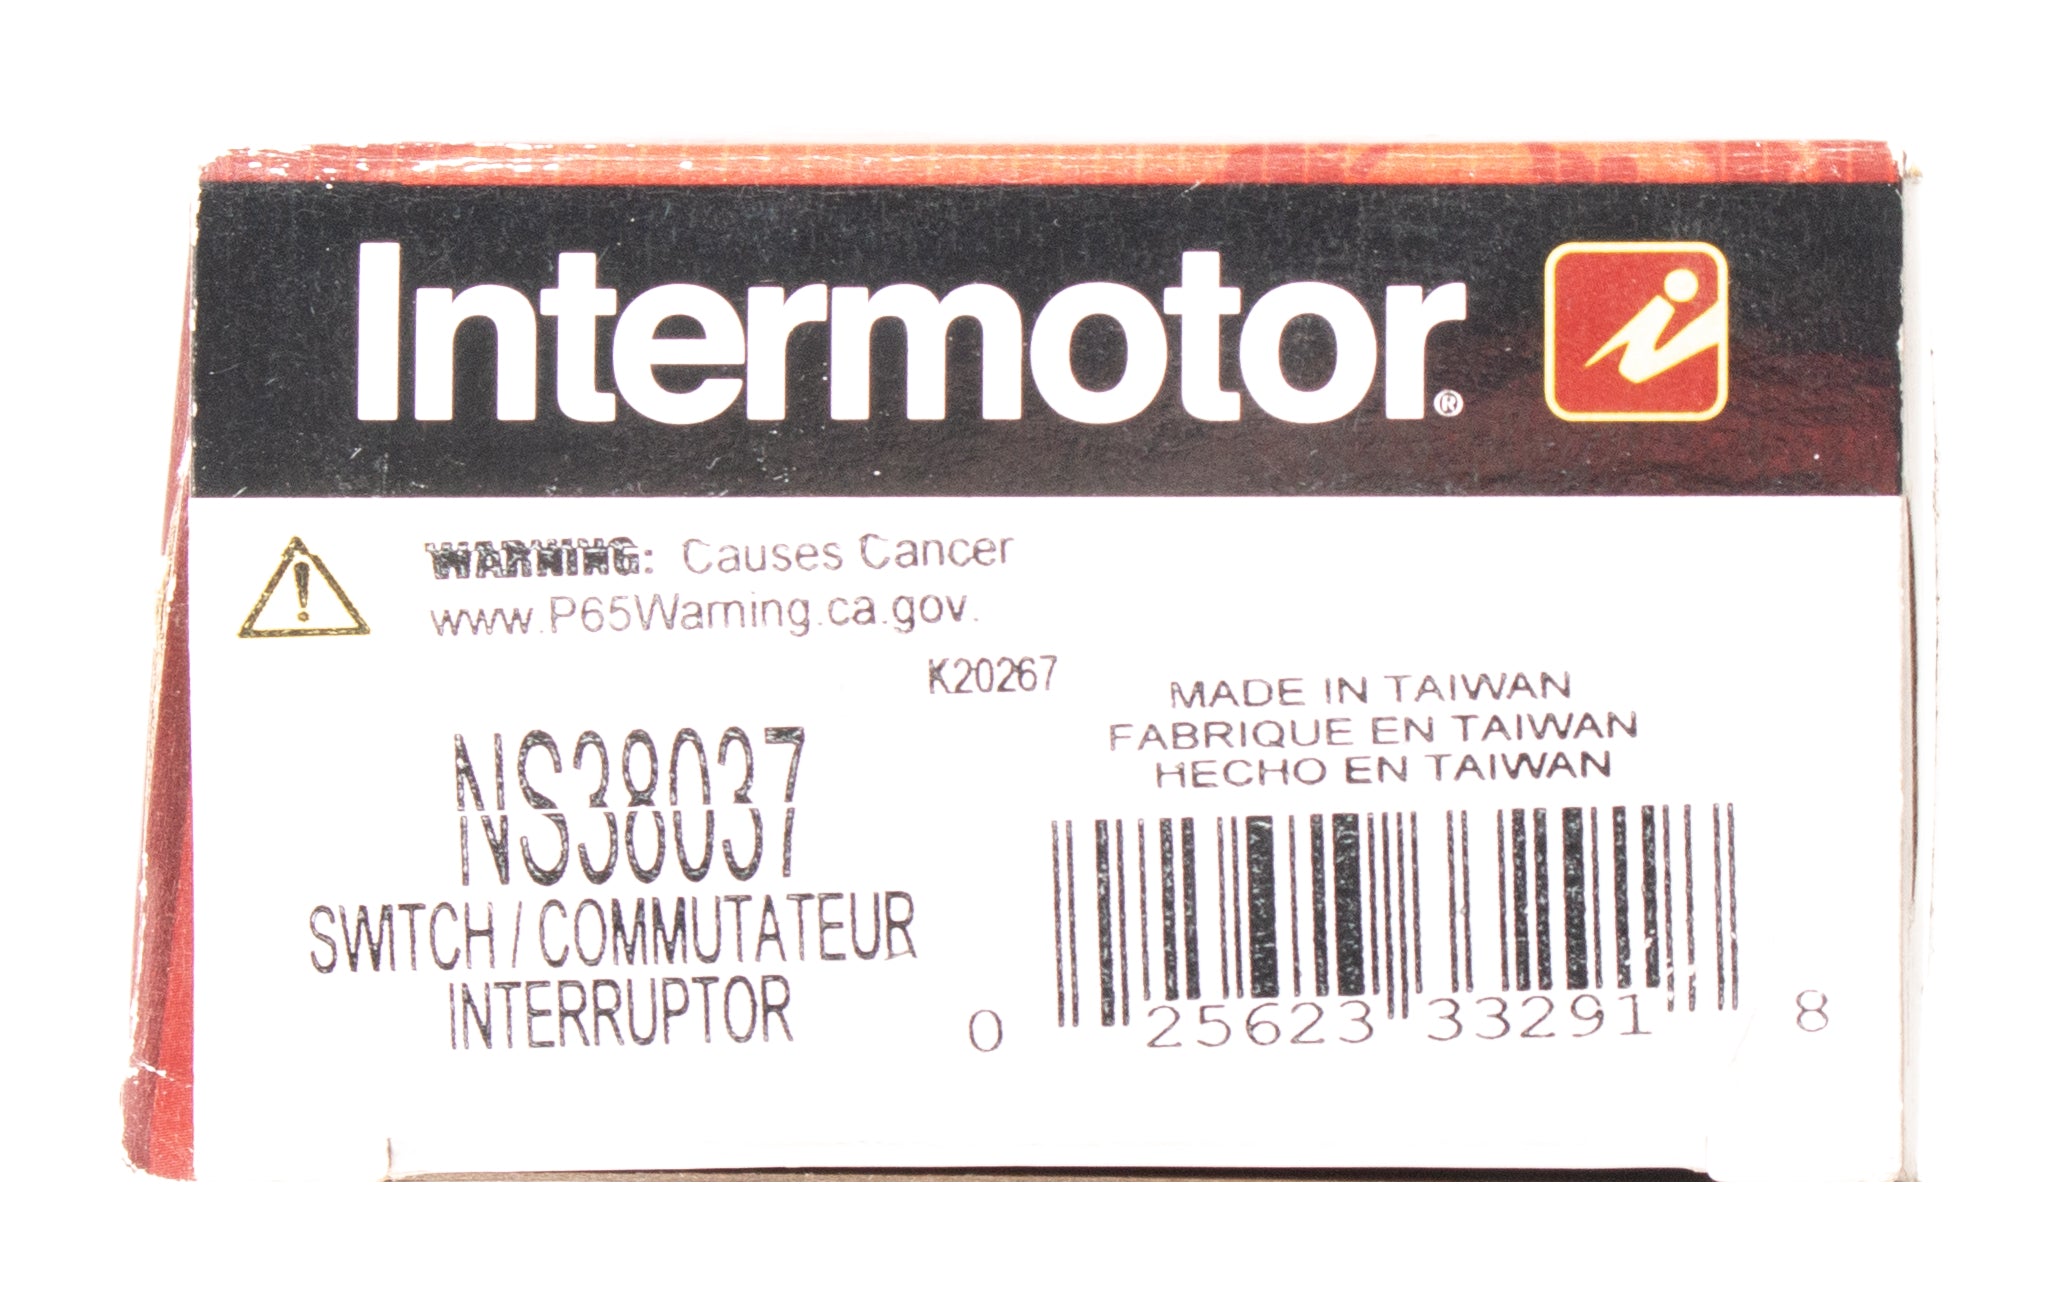 Intermotor®
WARNING: Causes Cancer
www.P65Warning.ca.gov.
K20267
NS38037
SWITCH / COMMUTATEUR
INTERRUPTOR
MADE IN TAIWAN
FABRIQUE EN TAIWAN
HECHO EN TAIWAN
0 25623 33291 8